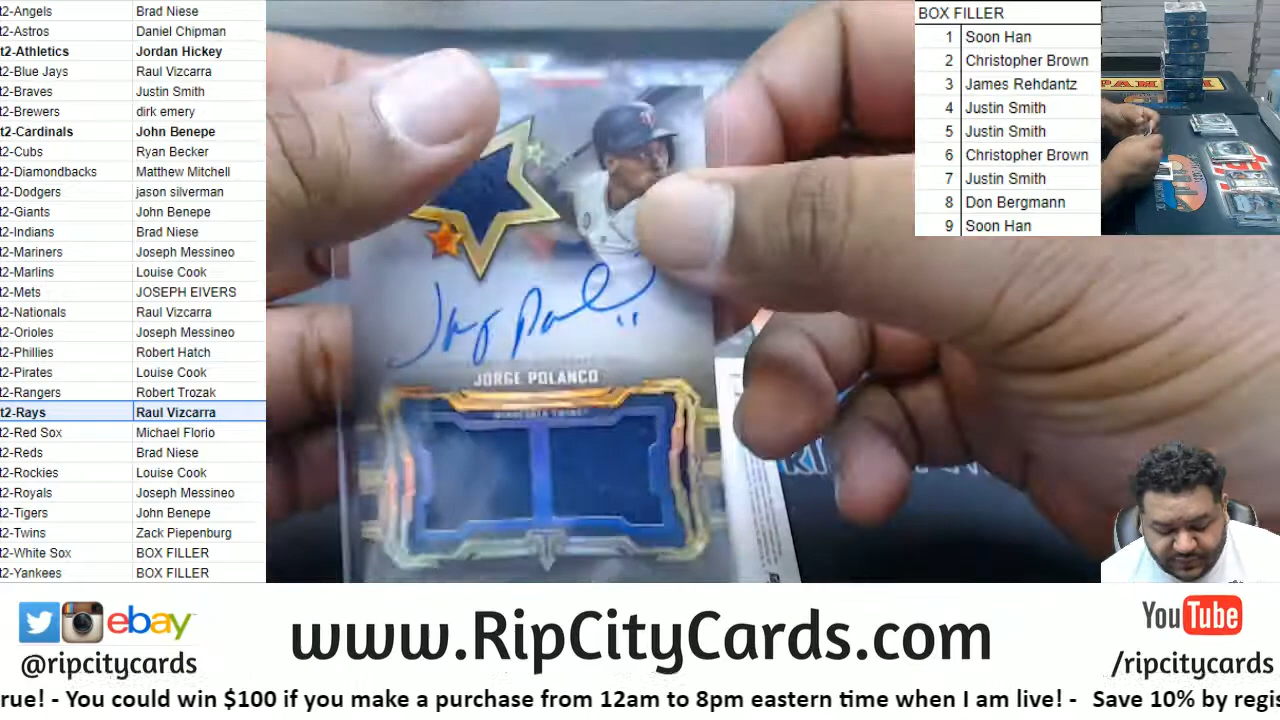 t2-Angels Brad Niese
t2-Astros Daniel Chipman
t2-Athletics Jordan Hickey
t2-Blue Jays Raul Vizcarra
t2-Braves Justin Smith
t2-Brewers dirk emery
t2-Cardinals John Benepe
t2-Cubs Ryan Becker
t2-Diamondbacks Matthew Mitchell
t2-Dodgers jason silverman
t2-Giants John Benepe
t2-Indians Brad Niese
t2-Mariners Joseph Messineo
t2-Marlins Louise Cook
t2-Mets JOSEPH EIVERS
t2-Nationals Raul Vizcarra
t2-Orioles Joseph Messineo
t2-Phillies Robert Hatch
t2-Pirates Louise Cook
t2-Rangers Robert Trozak
t2-Rays Raul Vizcarra
t2-Red Sox Michael Florio
t2-Reds Brad Niese
t2-Rockies Louise Cook
t2-Royals Joseph Messineo
t2-Tigers John Benepe
t2-Twins Zack Piepenburg
t2-White Sox BOX FILLER
t2-Yankees BOX FILLER
JORGE POLANCO
MINNESOTA TWINS
BOX FILLER
1 Soon Han
2 Christopher Brown
3 James Rehdantz
4 Justin Smith
5 Justin Smith
6 Christopher Brown
7 Justin Smith
8 Don Bergmann
9 Soon Han
ebay
@ripcitycards
www.RipCityCards.com
YouTube
/ripcitycards
rue! - You could win $100 if you make a purchase from 12am to 8pm eastern time when I am live! - Save 10% by regis